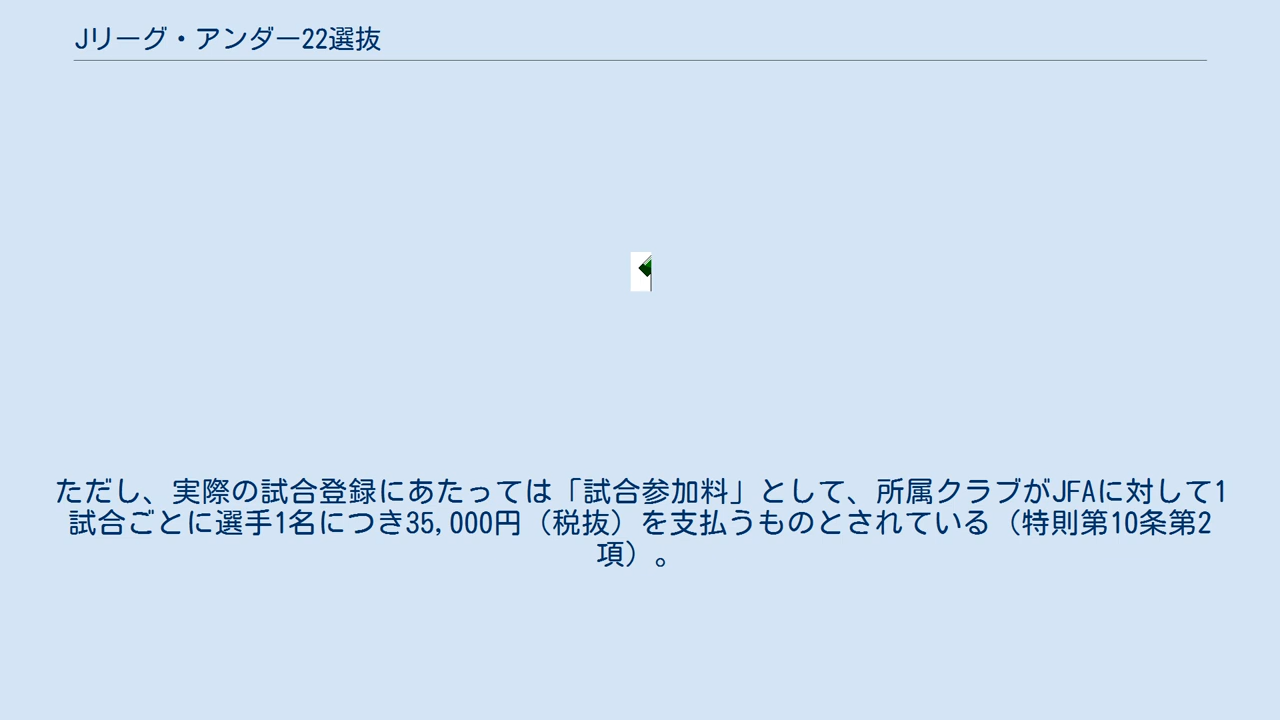 Jリーグ・アンダー22選抜
ただし、実際の試合登録にあたっては「試合参加料」として、所属クラブがJFAに対して1
試合ごとに選手1名につき35,000円（税抜）を支払うものとされている（特則第10条第2
項）。